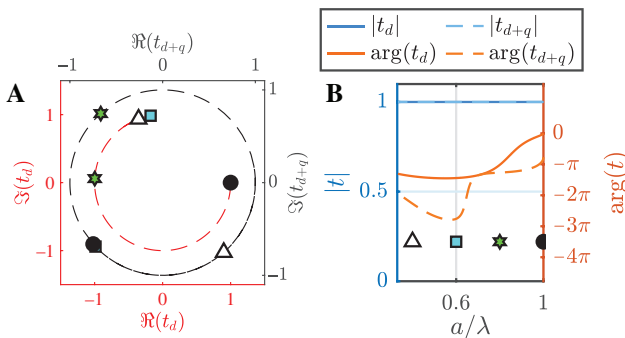 ℜ(t_{d+q})
−1 0 1
A
ℑ(t_d)
1
0
−1
1
0
−1
ℑ(t_{d+q})
−1 0 1
ℜ(t_d)
|t_d| |t_{d+q}|
arg(t_d) arg(t_{d+q})
B
|t|
1
0.5
0
0
−π
−2π
−3π
−4π
arg(t)
0.6 1
a/λ